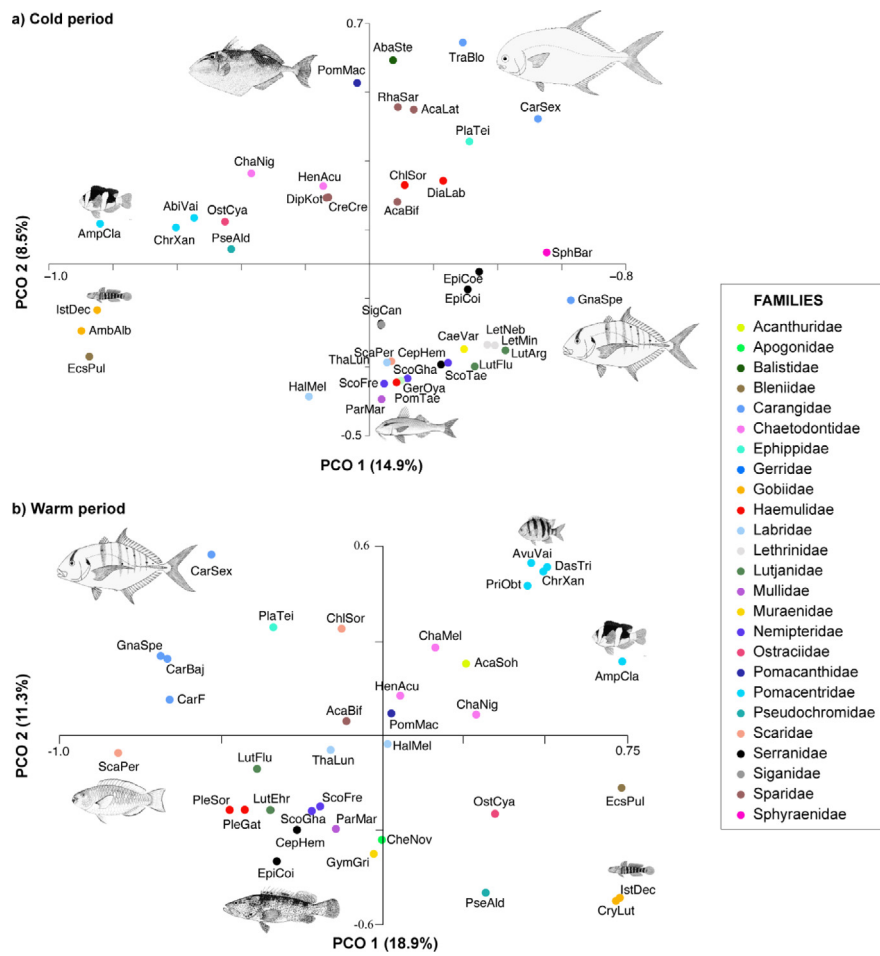 a) Cold period
0.7
AbaSte
TraBlo
PomMac
RhaSar
AcaLat
CarSex
PlaTei
ChaNig
HenAcu
ChlSor
DiaLab
DipKot
CreCre
AcaBif
AbiVai
OstCya
AmpCla
ChrXan
PseAld
SphBar
−1.0
−0.8
PCO 2 (8.5%)
EpiCoe
EpiCoi
GnaSpe
IstDec
AmbAlb
EcsPul
SigCan
CaeVar
LetNeb
LetMin
LutArg
ScaPer
CepHem
ThaLun
ScoGha
ScoTae
LutFlu
ScoFre
GerOya
HalMel
PomTae
ParMar
-0.5
PCO 1 (14.9%)
FAMILIES
Acanthuridae
Apogonidae
Balistidae
Bleniidae
Carangidae
Chaetodontidae
Ephippidae
Gerridae
Gobiidae
Haemulidae
Labridae
Lethrinidae
Lutjanidae
Mullidae
Muraenidae
Nemipteridae
Ostraciidae
Pomacanthidae
Pomacentridae
Pseudochromidae
Scaridae
Serranidae
Siganidae
Sparidae
Sphyraenidae
b) Warm period
0.6
CarSex
AvuVai
DasTri
ChrXan
PriObt
PlaTei
ChlSor
ChaMel
AcaSoh
AmpCla
GnaSpe
CarBaj
CarF
HenAcu
AcaBif
PomMac
ChaNig
-1.0
0.75
PCO 2 (11.3%)
ScaPer
HalMel
ThaLun
LutFlu
EcsPul
PleSor
PleGat
LutEhr
ScoFre
ScoGha
ParMar
OstCya
CepHem
CheNov
GymGri
EpiCoi
PseAld
IstDec
CryLut
-0.6
PCO 1 (18.9%)